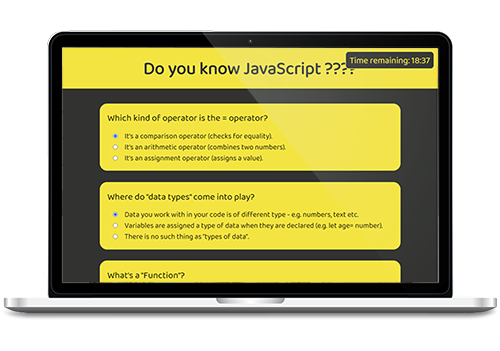 Time remaining: 18:37
Do you know JavaScript ????
Which kind of operator is the = operator?
It's a comparison operator (checks for equality).
It's an arithmetic operator (combines two numbers).
It's an assignment operator (assigns a value).
Where do "data types" come into play?
Data you work with in your code is of different type - e.g. numbers, text etc.
Variables are assigned a type of data when they are declared (e.g. let age= number).
There is no such thing as "types of data".
What's a "Function"?